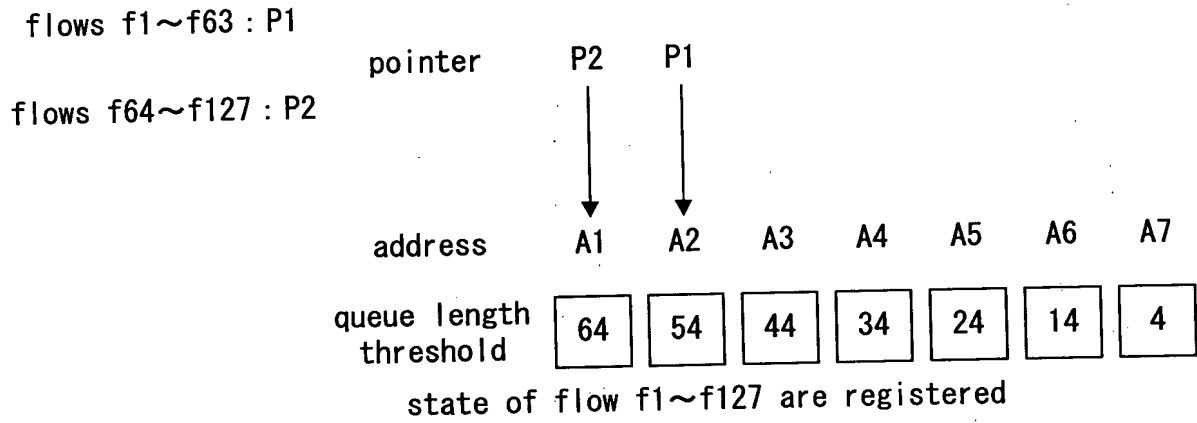 flows f1～f63 : P1
pointer P2 P1
flows f64～f127 : P2
address A1 A2 A3 A4 A5 A6 A7
queue length
threshold
64 54 44 34 24 14 4
state of flow f1～f127 are registered